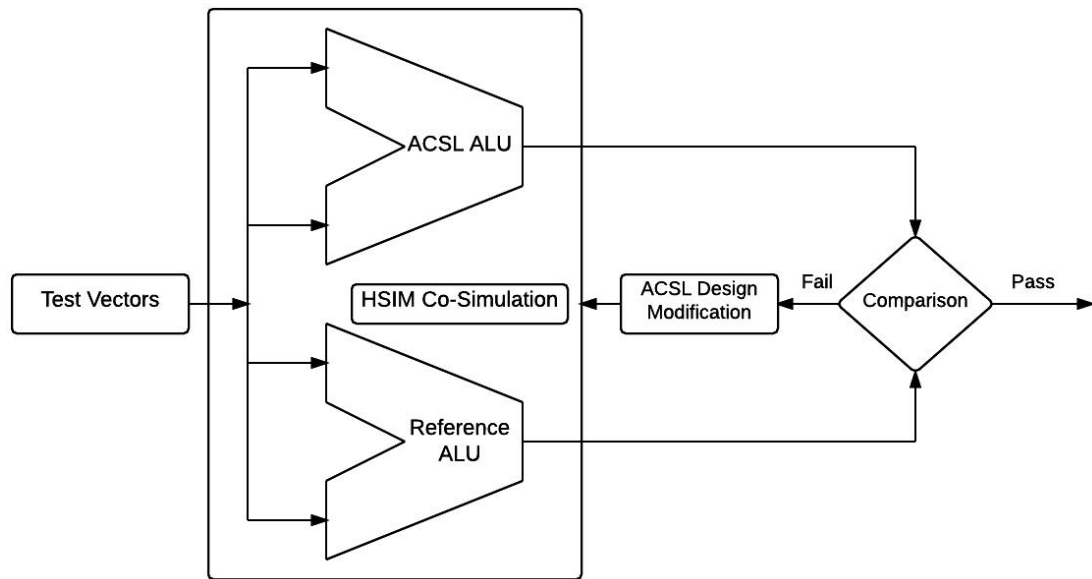 ACSL ALU
Test Vectors
HSIM Co-Simulation
ACSL Design
Modification
Fail
Comparison
Pass
Reference
ALU